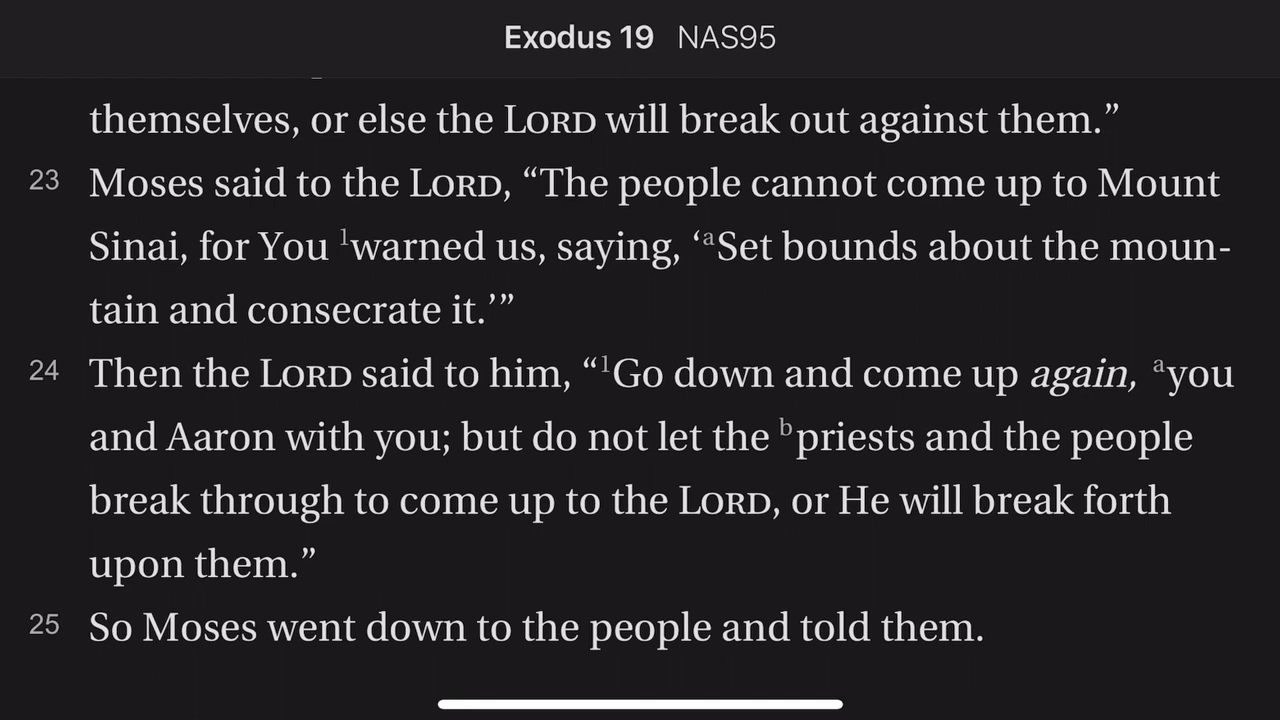 Exodus 19 NAS95
themselves, or else the LORD will break out against them.”
23 Moses said to the LORD, “The people cannot come up to Mount
Sinai, for You 1warned us, saying, ‘aSet bounds about the moun-
tain and consecrate it.’”
24 Then the LORD said to him, “1Go down and come up again, ayou
and Aaron with you; but do not let the bpriests and the people
break through to come up to the LORD, or He will break forth
upon them.”
25 So Moses went down to the people and told them.